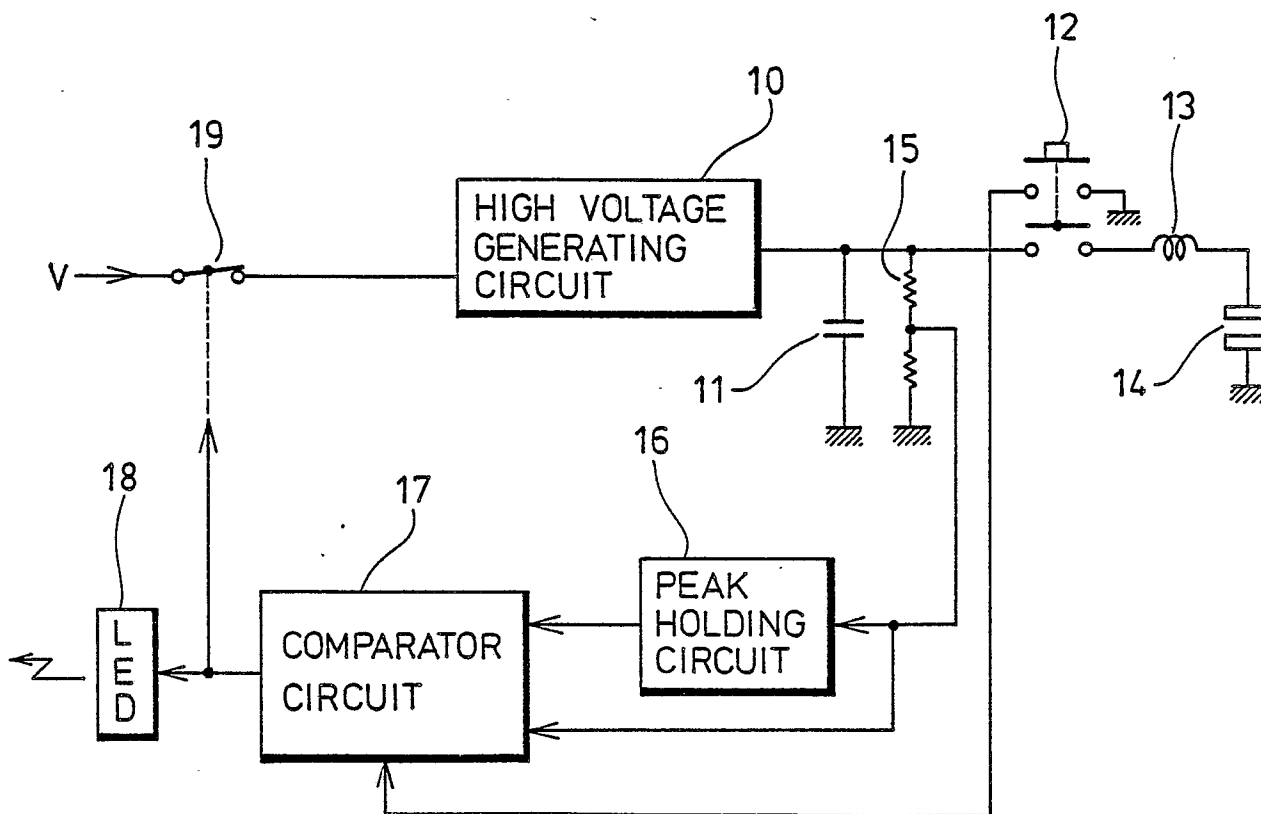 12
10
13
19
15
HIGH VOLTAGE
GENERATING
CIRCUIT
V
11
14
16
18
17
PEAK
HOLDING
CIRCUIT
LED
COMPARATOR
CIRCUIT